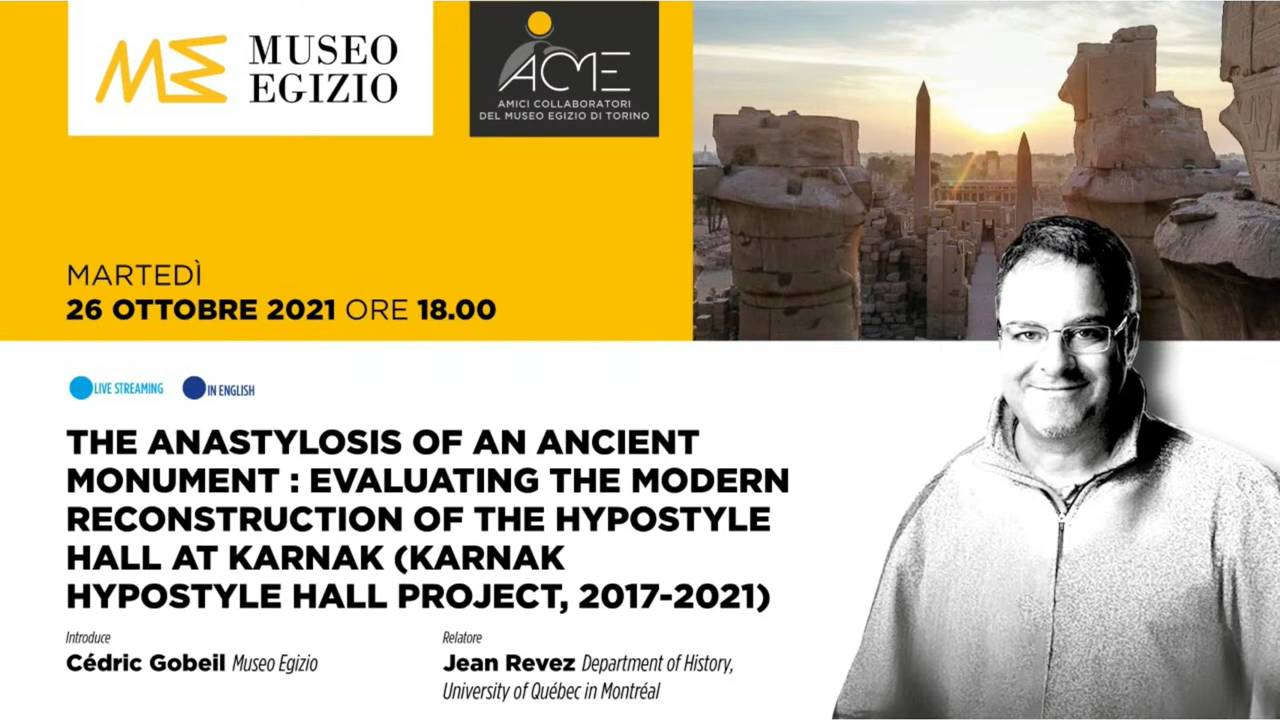 MUSEO
EGIZIO
ACME
AMICI COLLABORATORI
DEL MUSEO EGIZIO DI TORINO
MARTEDÌ
26 OTTOBRE 2021 ORE 18.00
LIVE STREAMING IN ENGLISH
THE ANASTYLOSIS OF AN ANCIENT
MONUMENT : EVALUATING THE MODERN
RECONSTRUCTION OF THE HYPOSTYLE
HALL AT KARNAK (KARNAK
HYPOSTYLE HALL PROJECT, 2017-2021)
Introduce
Cédric Gobeil Museo Egizio
Relatore
Jean Revez Department of History,
University of Québec in Montréal